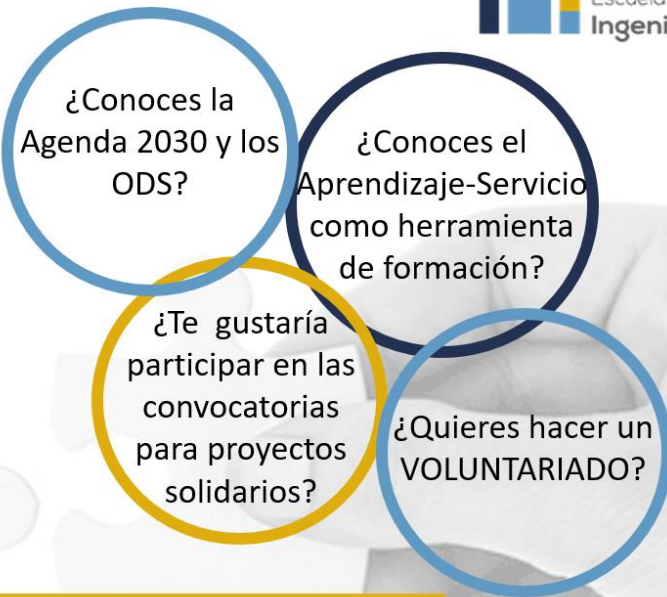 Escuela
Ingeni
¿Conoces la
Agenda 2030 y los
ODS?
¿Conoces el
Aprendizaje-Servicio
como herramienta
de formación?
¿Te gustaría
participar en las
convocatorias
para proyectos
solidarios?
¿Quieres hacer un
VOLUNTARIADO?